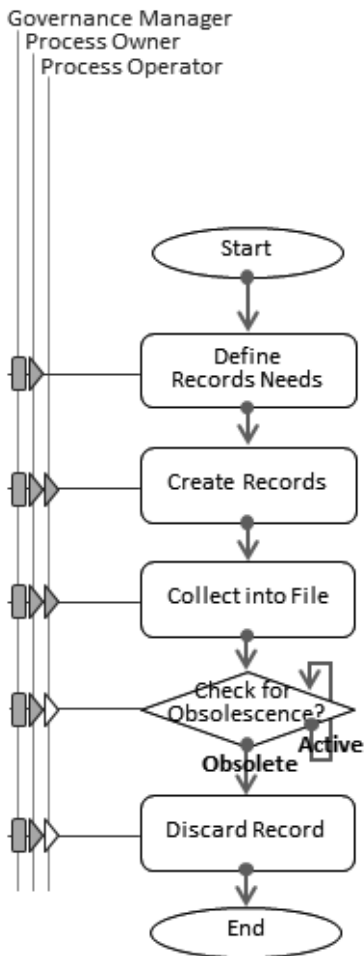 Governance Manager
Process Owner
Process Operator
Start
Define
Records Needs
Create Records
Collect into File
Check for
Obsolescence?
Active
Obsolete
Discard Record
End